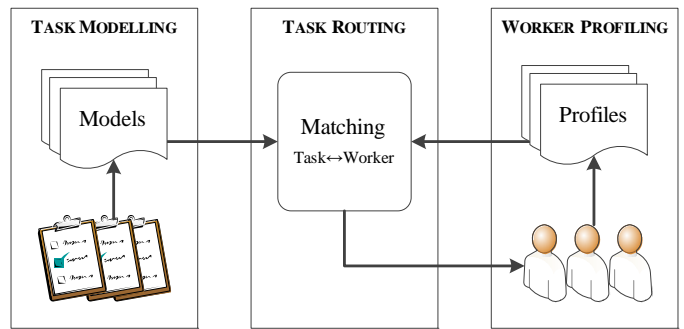 TASK MODELLING
TASK ROUTING
WORKER PROFILING
Models
Matching
Task↔Worker
Profiles